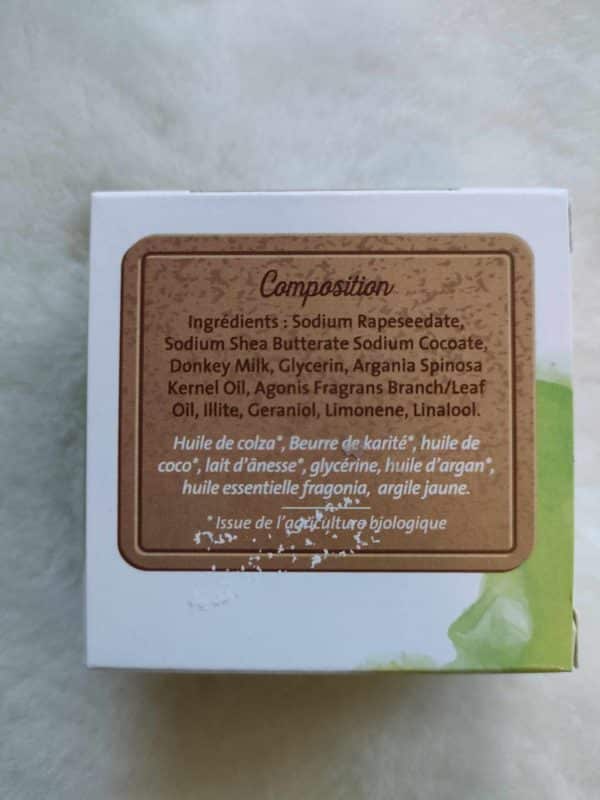 Composition
Ingrédients : Sodium Rapeseedate,
Sodium Shea Butterate Sodium Cocoate,
Donkey Milk, Glycerin, Argania Spinosa
Kernel Oil, Agonis Fragrans Branch/Leaf
Oil, Illite, Geraniol, Limonene, Linalool.
Huile de colza*, Beurre de karité*, huile de
coco*, lait d'ânesse*, glycérine, huile d'argan*,
huile essentielle fragonia, argile jaune.
*Issue de l'agriculture biologique